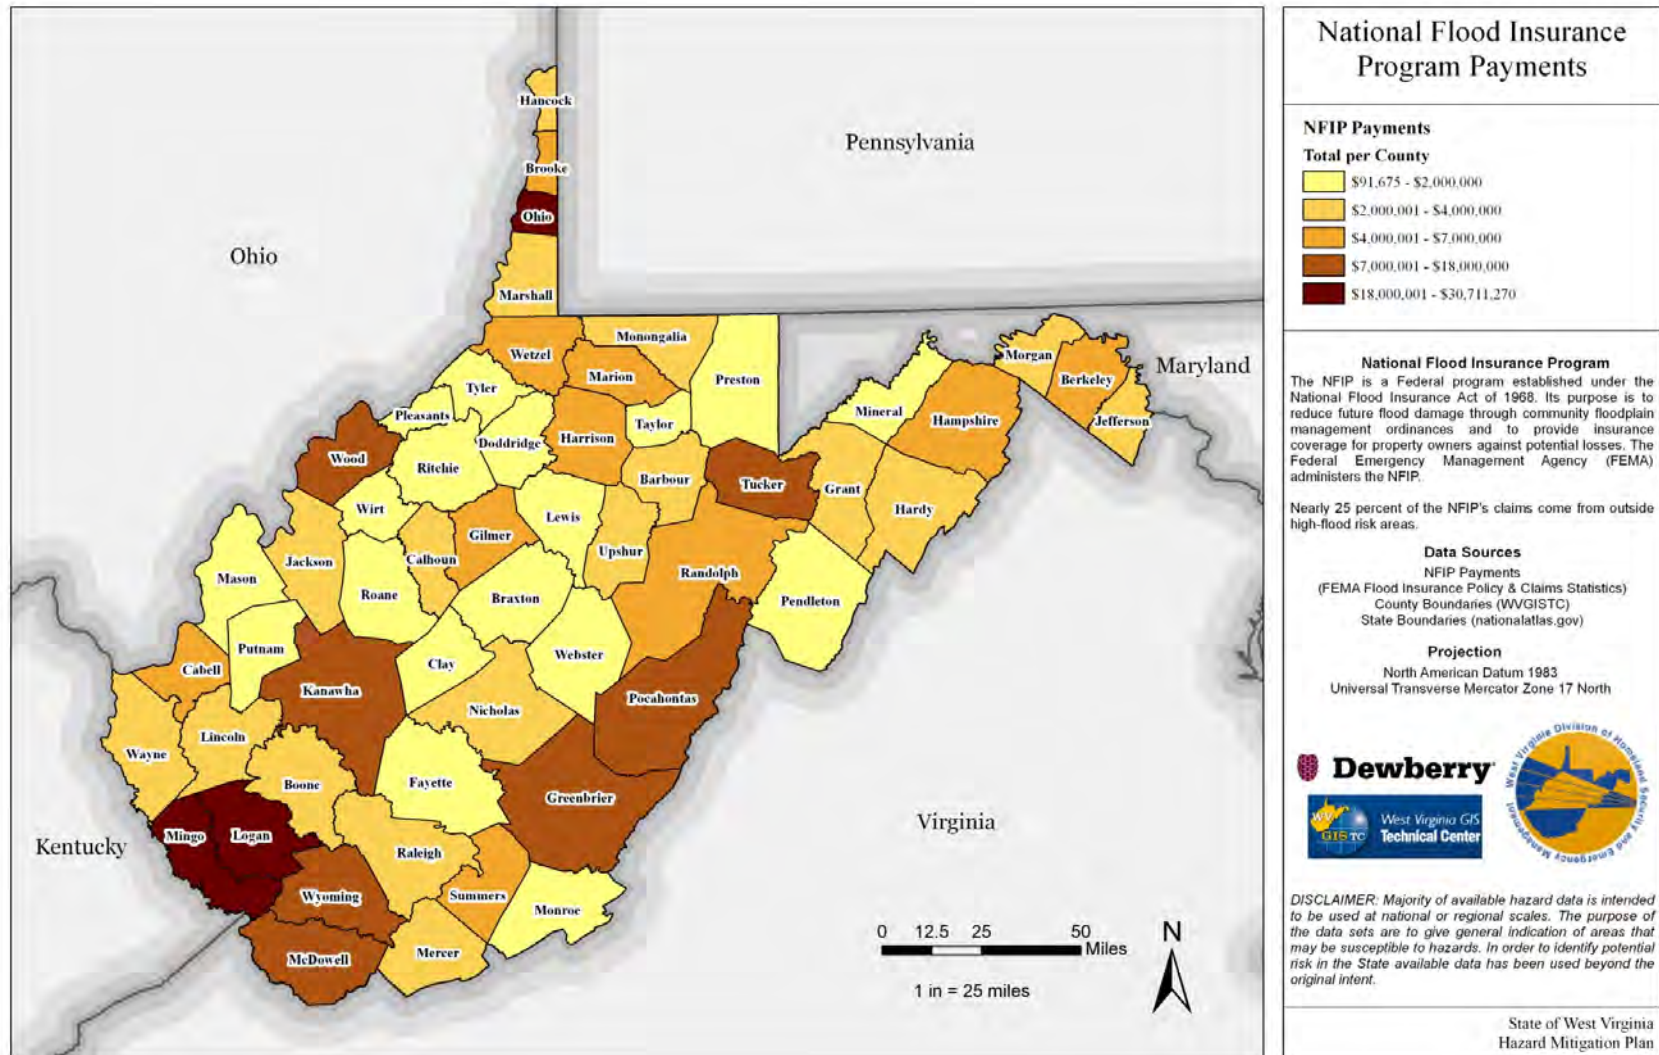 Hancock
Pennsylvania
Brooke
Ohio
Ohio
Marshall
Monongalia
Wetzel
Morgan
Maryland
Marion
Preston
Berkeley
Tyler
Mineral
Pleasants
Hampshire
Jefferson
Taylor
Doddridge
Harrison
Wood
Ritchie
Barbour
Tucker
Grant
Wirt
Lewis
Hardy
Gilmer
Upshur
Jackson
Calhoun
Randolph
Mason
Roane
Braxton
Pendleton
Putnam
Webster
Clay
Cabell
Kanawha
Pocahontas
Nicholas
Lincoln
Wayne
Boone
Fayette
Greenbrier
Virginia
Mingo
Logan
Kentucky
Raleigh
Wyoming
Summers
Monroe
Mercer
McDowell
0 12.5 25 50
Miles
1 in = 25 miles
N
National Flood Insurance
Program Payments
NFIP Payments
Total per County
$91,675 - $2,000,000
$2,000,001 - $4,000,000
$4,000,001 - $7,000,000
$7,000,001 - $18,000,000
$18,000,001 - $30,711,270
National Flood Insurance Program
The NFIP is a Federal program established under the
National Flood Insurance Act of 1968. Its purpose is to
reduce future flood damage through community floodplain
management ordinances and to provide insurance
coverage for property owners against potential losses. The
Federal Emergency Management Agency (FEMA)
administers the NFIP.
Nearly 25 percent of the NFIP's claims come from outside
high-flood risk areas.
Data Sources
NFIP Payments
(FEMA Flood Insurance Policy & Claims Statistics)
County Boundaries (WVGISTC)
State Boundaries (nationalatlas.gov)
Projection
North American Datum 1983
Universal Transverse Mercator Zone 17 North
Dewberry
WV
GIS TC
West Virginia GIS
Technical Center
West Virginia Division of Homeland Security and Emergency Management
DISCLAIMER: Majority of available hazard data is intended
to be used at national or regional scales. The purpose of
the data sets are to give general indication of areas that
may be susceptible to hazards. In order to identify potential
risk in the State available data has been used beyond the
original intent.
State of West Virginia
Hazard Mitigation Plan